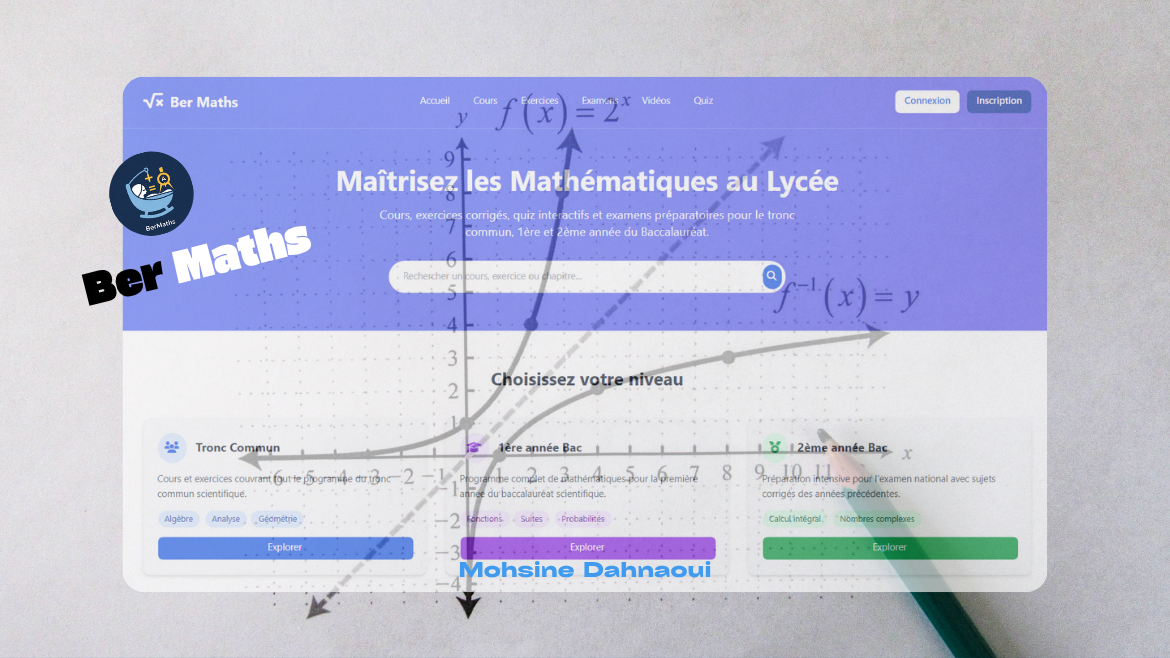 Ber Maths
Accueil Cours Exercices Examens Vidéos Quiz
Connexion Inscription
y f(x) = 2^x
Maîtrisez les Mathématiques au Lycée
Cours, exercices corrigés, quiz interactifs et examens préparatoires pour le tronc
commun, 1ère et 2ème année du Baccalauréat.
Rechercher un cours, exercice ou chapitre...
BerMaths
Ber Maths
f^-1(x) = y
9
8
7
6
5
4
3
2
1
Choisissez votre niveau
Tronc Commun
Cours et exercices couvrant tout le programme du tronc
commun scientifique.
Algèbre Analyse Géométrie
Explorer
1ère année Bac
Programme complet de mathématiques pour la première
année du baccalauréat scientifique.
Fonctions Suites Probabilités
Explorer
2ème année Bac
Préparation intensive pour l'examen national avec sujets
corrigés des années précédentes.
Calcul intégral Nombres complexes
Explorer
x
-6 -5 -4 -3 -2 -1 1 2 3 4 5 6 7 8 9 10 11
-1
-2
-3
-4
Mohsine Dahnaoui